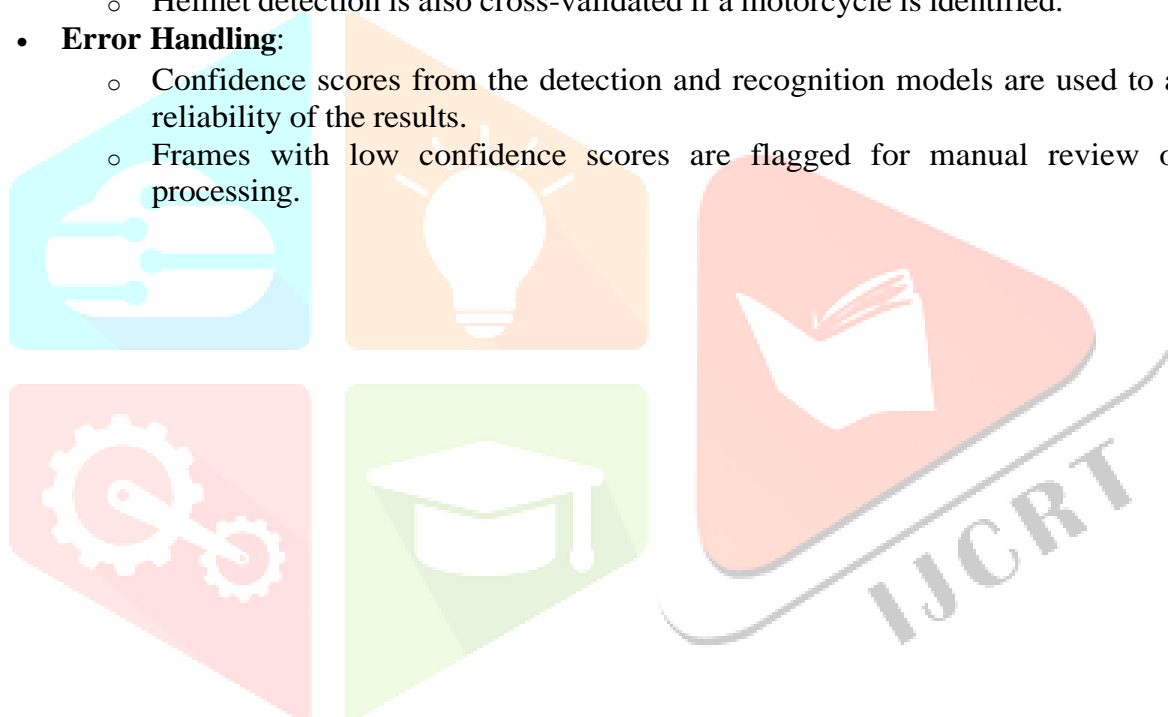 ○ Helmet detection is also cross-validated if a motorcycle is identified.
• Error Handling:
○ Confidence scores from the detection and recognition models are used to
reliability of the results.
○ Frames with low confidence scores are flagged for manual review
processing.
IJCRT